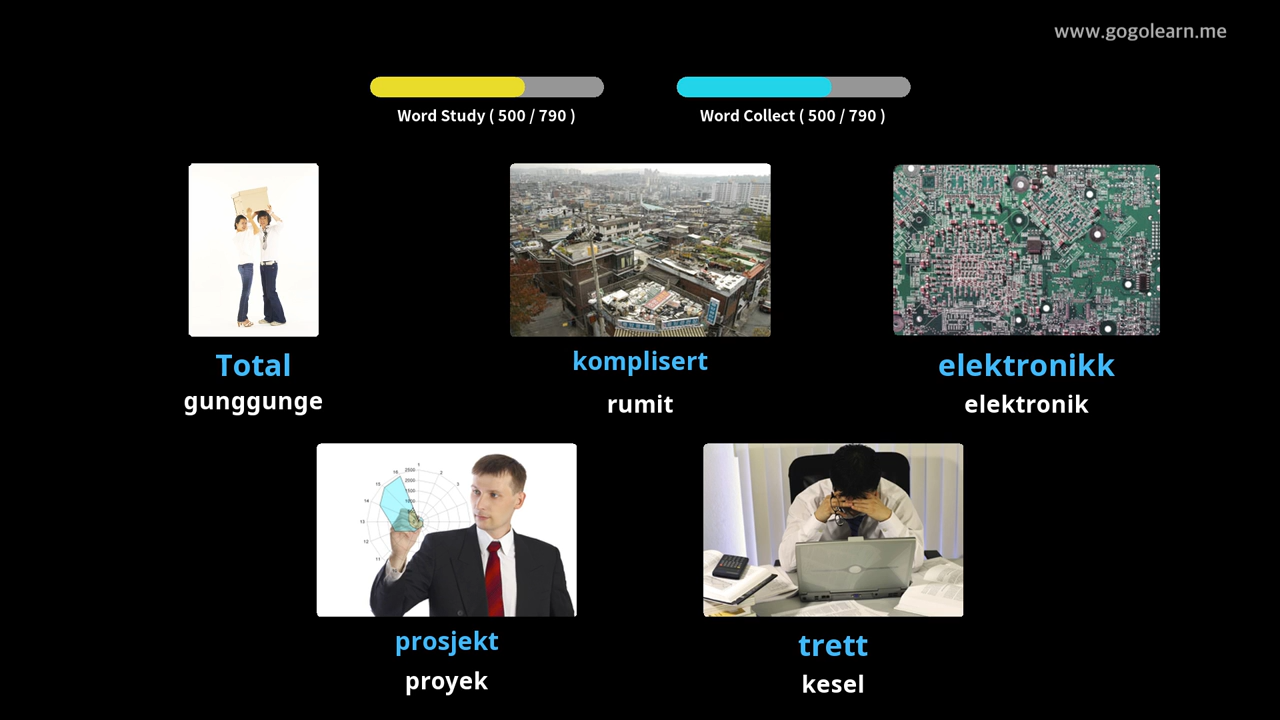 www.gogolearn.me
Word Study ( 500 / 790 )
Word Collect ( 500 / 790 )
Total
gunggunge
komplisert
rumit
elektronikk
elektronik
prosjekt
proyek
trett
kesel